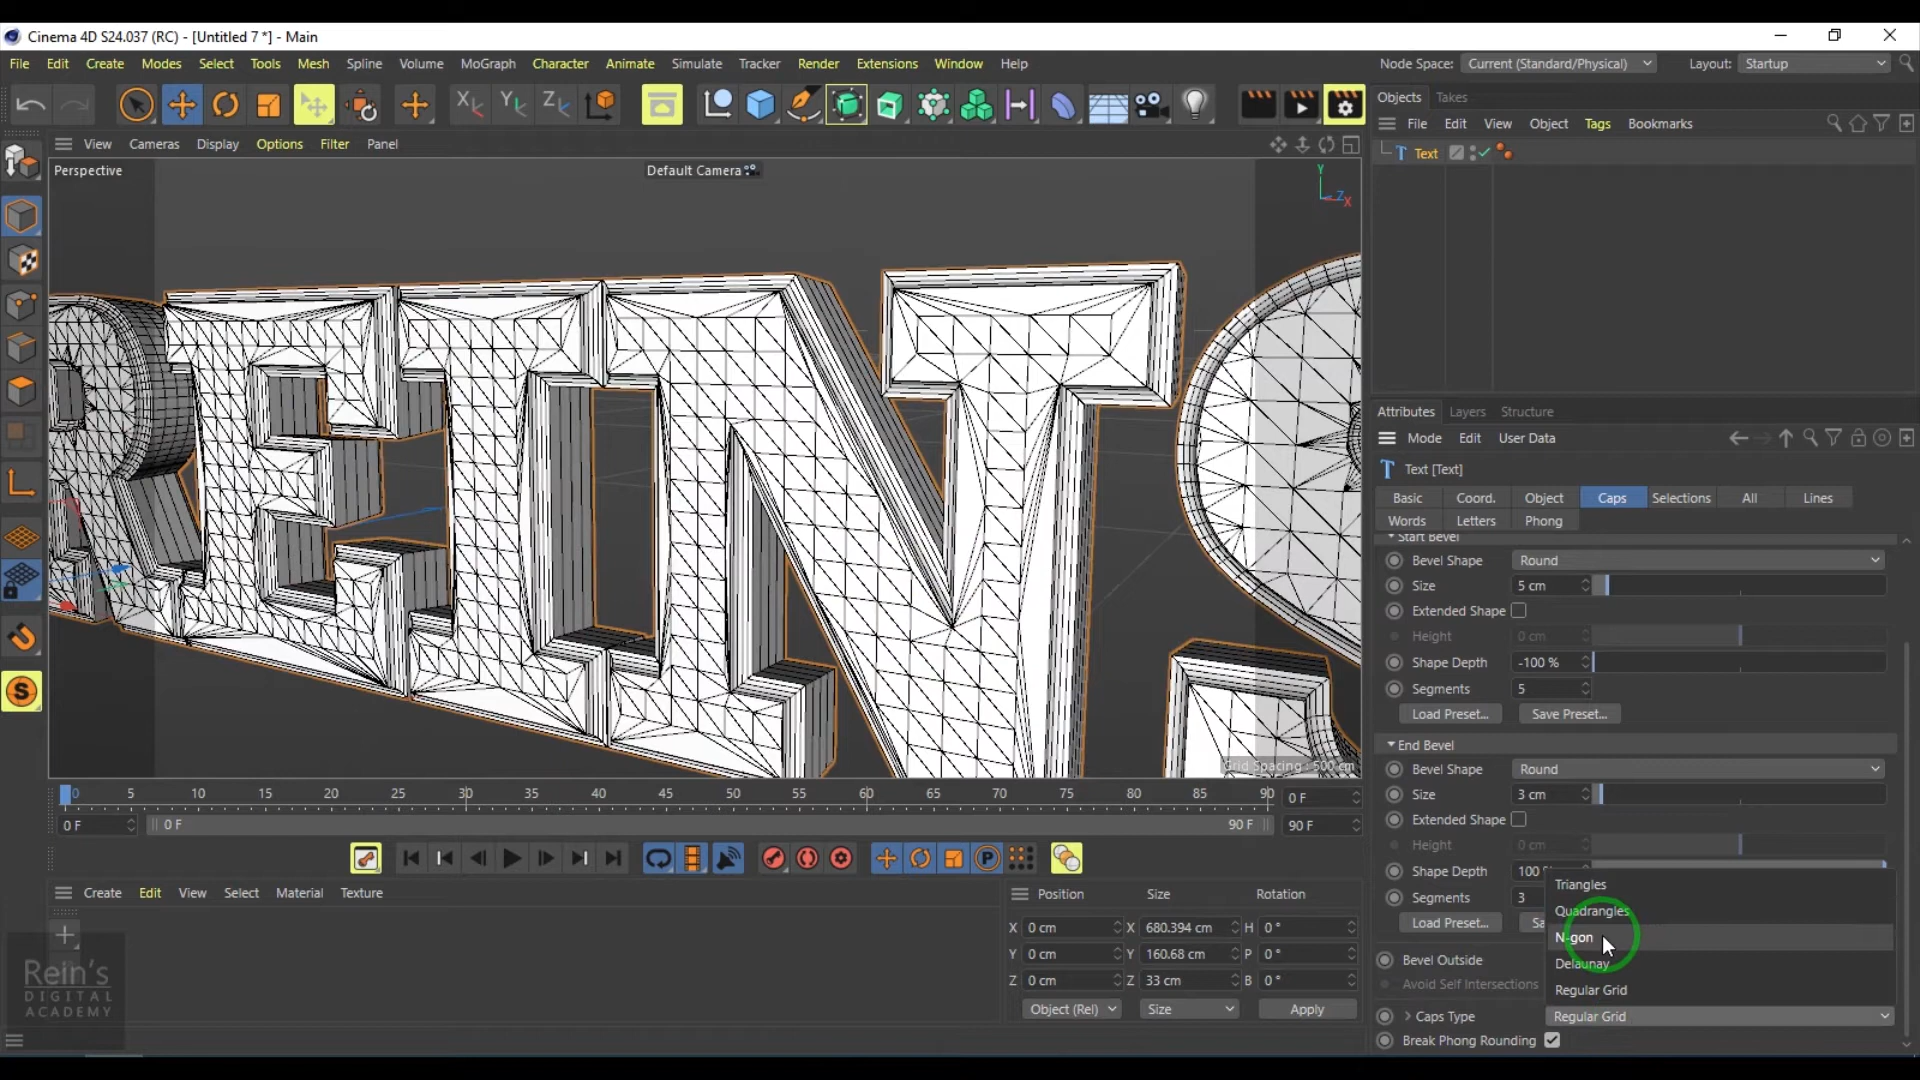 Cinema 4D S24.037 (RC) - [Untitled 7 *] - Main
File Edit Create Modes Select Tools Mesh Spline Volume MoGraph Character Animate Simulate Tracker Render Extensions Window Help
Node Space: Current (Standard/Physical) Layout: Startup
Objects Takes
File Edit View Object Tags Bookmarks
Text
View Cameras Display Options Filter Panel
Perspective
Default Camera
Y
Z
X
Grid Spacing : 500 cm
Attributes Layers Structure
Mode Edit User Data
Text [Text]
Basic Coord. Object Caps Selections All Lines
Words Letters Phong
Start Bevel
Bevel Shape Round
Size 5 cm
Extended Shape
Height 0 cm
Shape Depth -100 %
Segments 5
Load Preset... Save Preset...
End Bevel
Bevel Shape Round
Size 3 cm
Extended Shape
Height 0 cm
Shape Depth 100 %
Segments 3
Load Preset... Sa
Triangles
Quadrangles
N-gon
Delaunay
Regular Grid
Bevel Outside
Avoid Self Intersections
Caps Type Regular Grid
Break Phong Rounding
0 5 10 15 20 25 30 35 40 45 50 55 60 65 70 75 80 85 90 0 F
0 F 0 F 90 F 90 F
Create Edit View Select Material Texture
Position Size Rotation
X 0 cm X 680.394 cm H 0 °
Y 0 cm Y 160.68 cm P 0 °
Z 0 cm Z 33 cm B 0 °
Object (Rel) Size Apply
Rein's
DIGITAL
ACADEMY